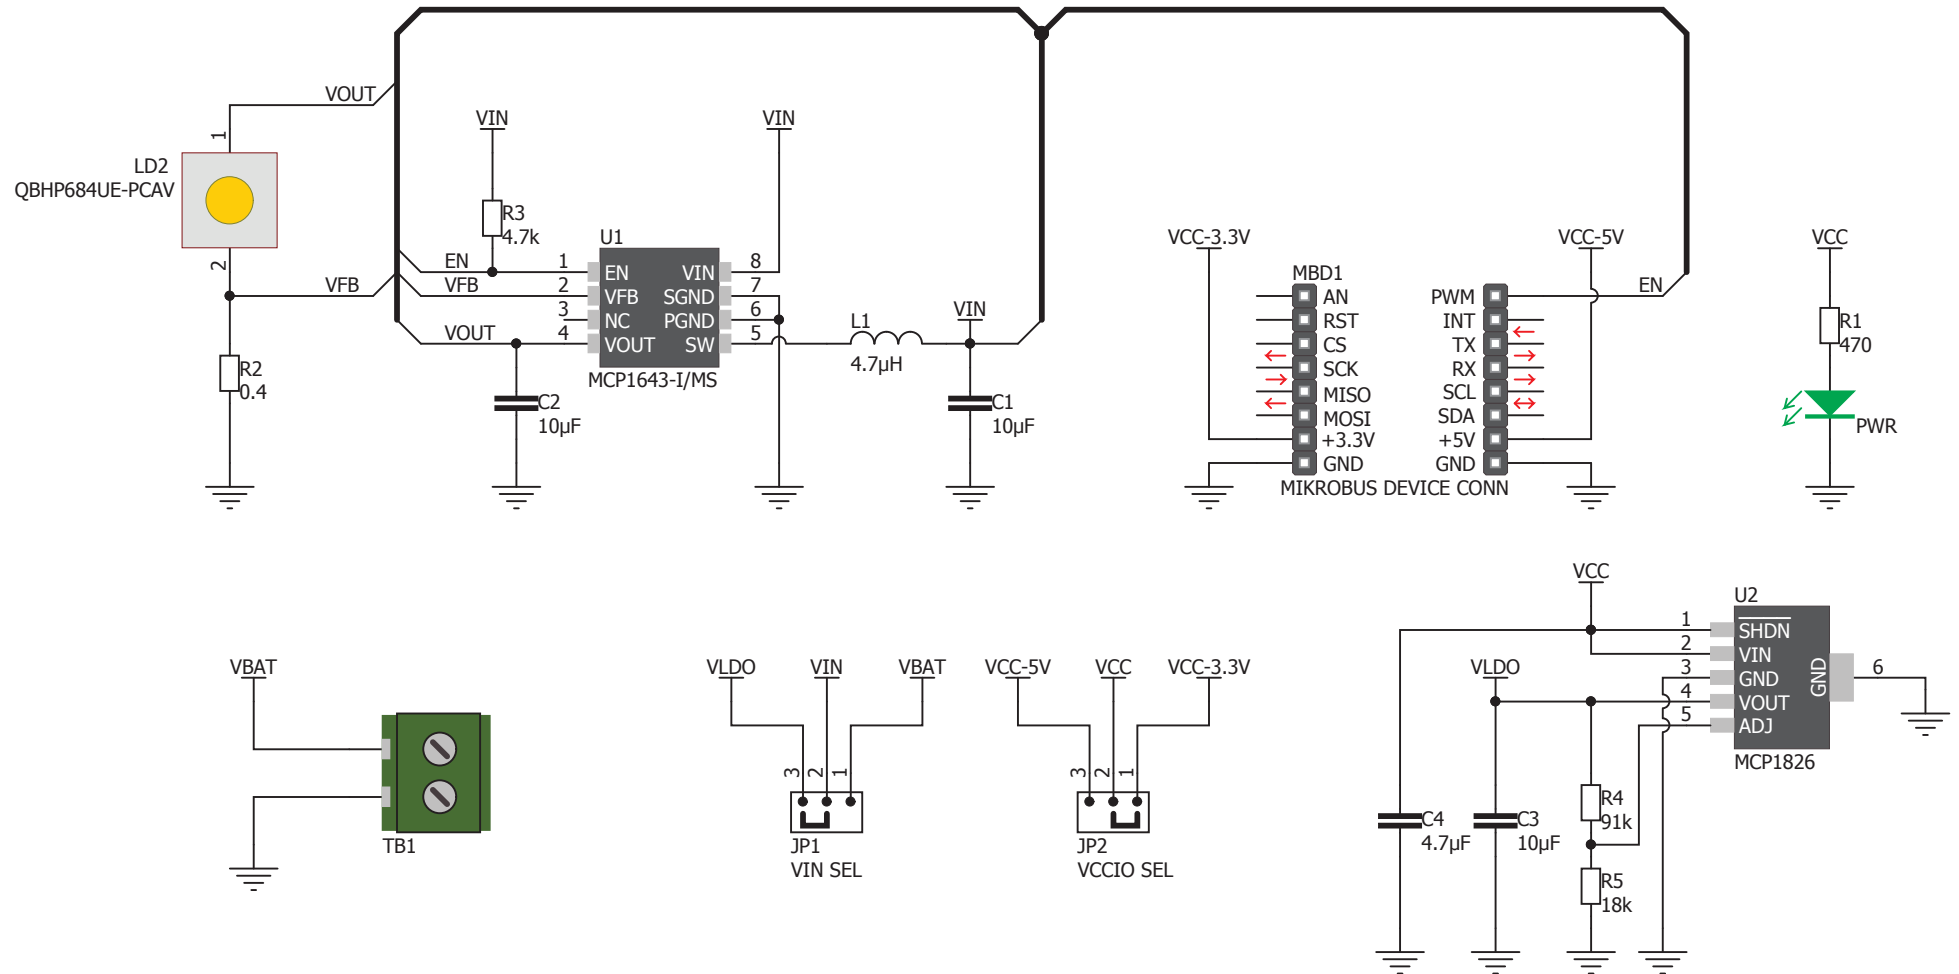 VOUT
1
LD2
QBHP684UE-PCAV
2
VFB
R2
0.4
VIN
R3
4.7k
EN
VFB
VOUT
U1
1
2
3
4
EN
VFB
NC
VOUT
VIN
SGND
PGND
SW
8
7
6
5
MCP1643-I/MS
VIN
C2
10µF
L1
4.7µH
VIN
C1
10µF
VCC-3.3V
MBD1
AN
RST
CS
SCK
MISO
MOSI
+3.3V
GND
PWM
INT
TX
RX
SCL
SDA
+5V
GND
MIKROBUS DEVICE CONN
VCC-5V
EN
VCC
R1
470
PWR
VBAT
TB1
VLDO VIN VBAT
3 2 1
JP1
VIN SEL
VCC-5V VCC VCC-3.3V
3 2 1
JP2
VCCIO SEL
VCC
VLDO
U2
1
2
3
4
5
SHDN
VIN
GND
VOUT
ADJ
GND
6
MCP1826
C4
4.7µF
C3
10µF
R4
91k
R5
18k